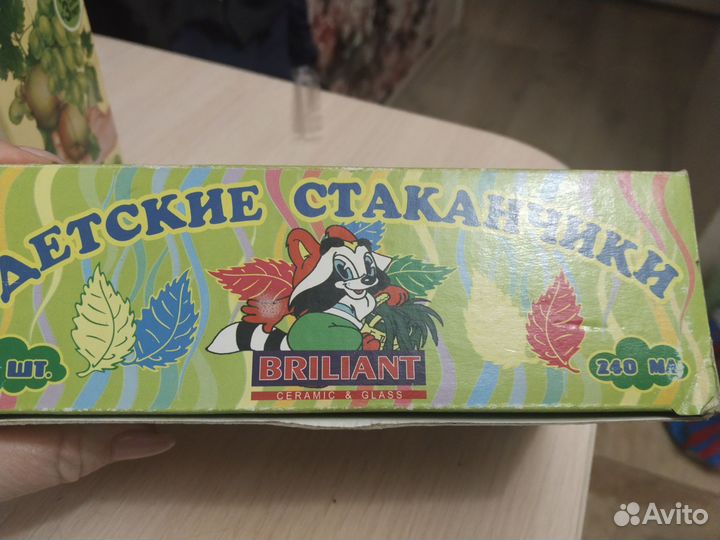 ДЕТСКИЕ СТАКАНЧИКИ
ШТ.
240 МЛ
BRILIANT
CERAMIC & GLASS
Avito